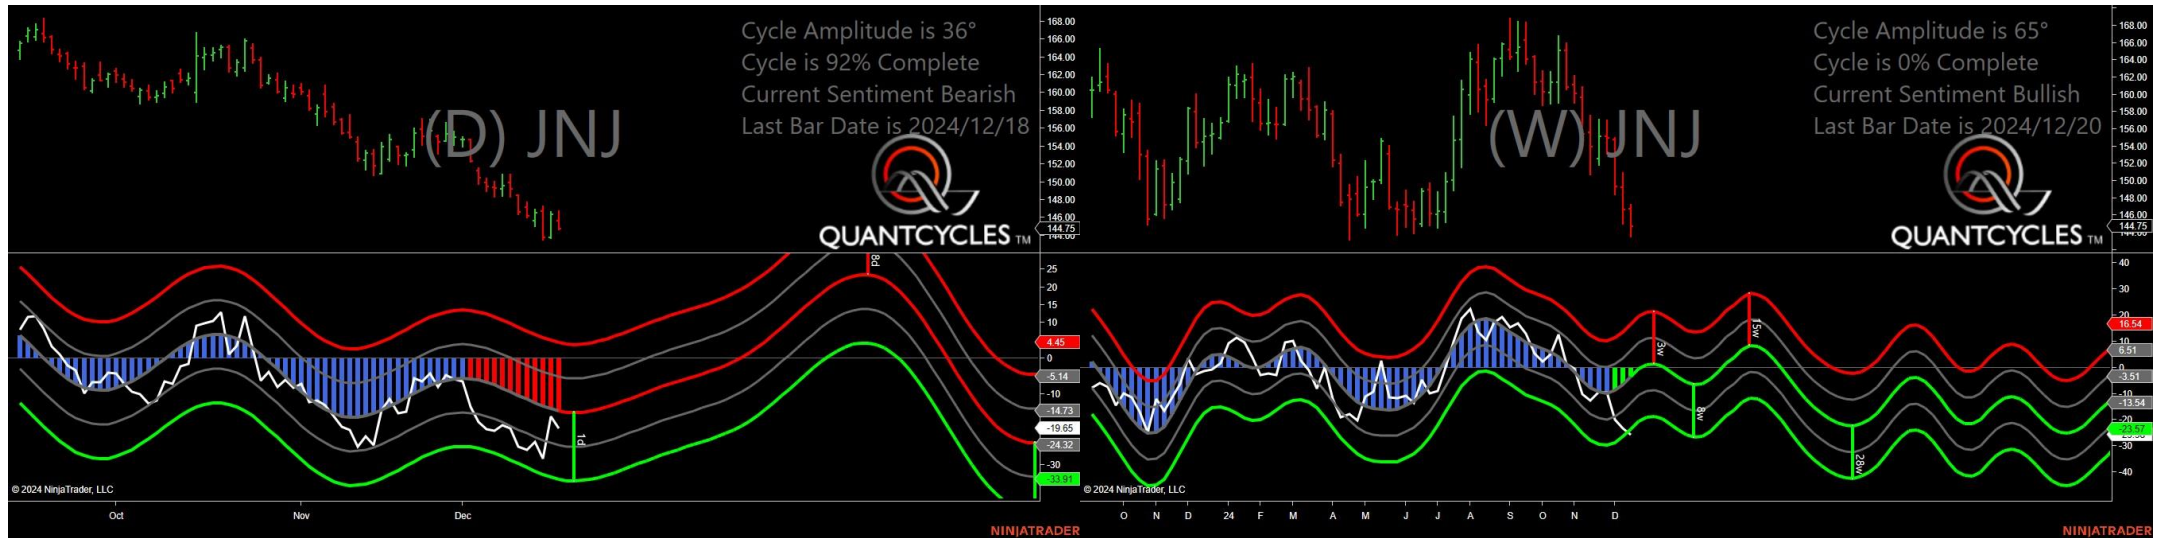 Cycle Amplitude is 36°
Cycle is 92% Complete
Current Sentiment Bearish
Last Bar Date is 2024/12/18
(D) JNJ
QUANTCYCLES TM
168.00
166.00
164.00
162.00
160.00
158.00
156.00
154.00
152.00
150.00
148.00
146.00
144.75
25
20
15
10
4.45
0
-5.14
-10
-14.73
-19.65
-24.32
-30
-33.91
1d
© 2024 NinjaTrader, LLC
Oct
Nov
Dec
NINJATRADER
Cycle Amplitude is 65°
Cycle is 0% Complete
Current Sentiment Bullish
Last Bar Date is 2024/12/20
(W) JNJ
QUANTCYCLES TM
168.00
166.00
164.00
162.00
160.00
158.00
156.00
154.00
152.00
150.00
148.00
146.00
144.75
40
30
20
16.54
10
6.51
0
-3.51
-13.54
-20
-23.57
-30
-40
3w
8w
15w
28w
© 2024 NinjaTrader, LLC
O N D 24 F M A M J J A S O N D
NINJATRADER